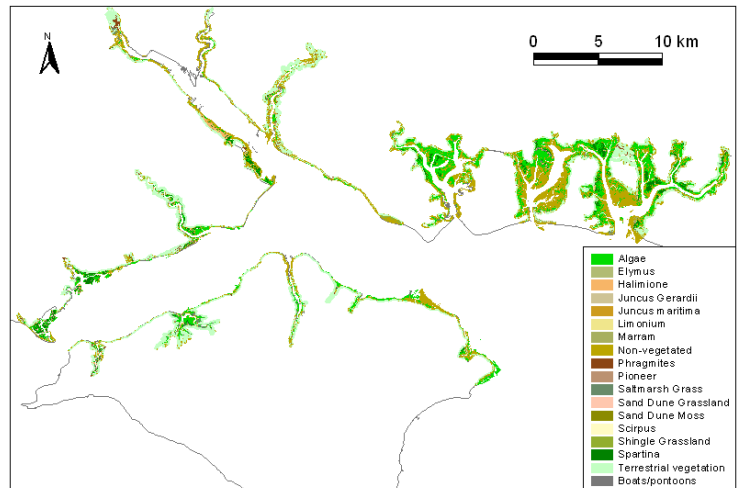 N
0 5 10 km
Algae
Elymus
Halimione
Juncus Gerardii
Juncus maritima
Limonium
Marram
Non-vegetated
Phragmites
Pioneer
Saltmarsh Grass
Sand Dune Grassland
Sand Dune Moss
Scirpus
Shingle Grassland
Spartina
Terrestrial vegetation
Boats/pontoons